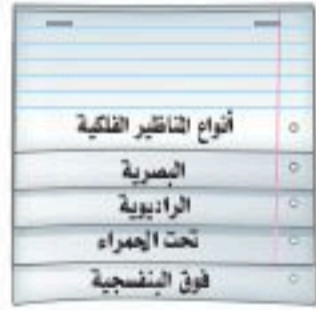 أنواع المناظير الفلكية
البصرية
الراديوية
تحت الحمراء
فوق البنفسجية